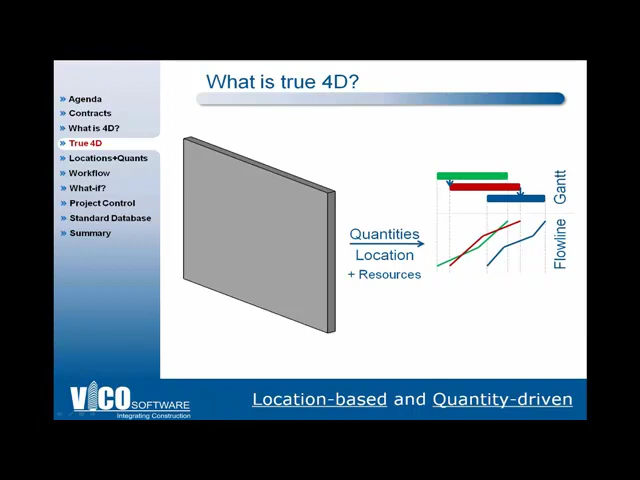 What is true 4D?
» Agenda
» Contracts
» What is 4D?
» True 4D
» Locations+Quants
» Workflow
» What-if?
» Project Control
» Standard Database
» Summary
Quantities
Location
+ Resources
Gantt
Flowline
VICO SOFTWARE
Integrating Construction
Location-based and Quantity-driven